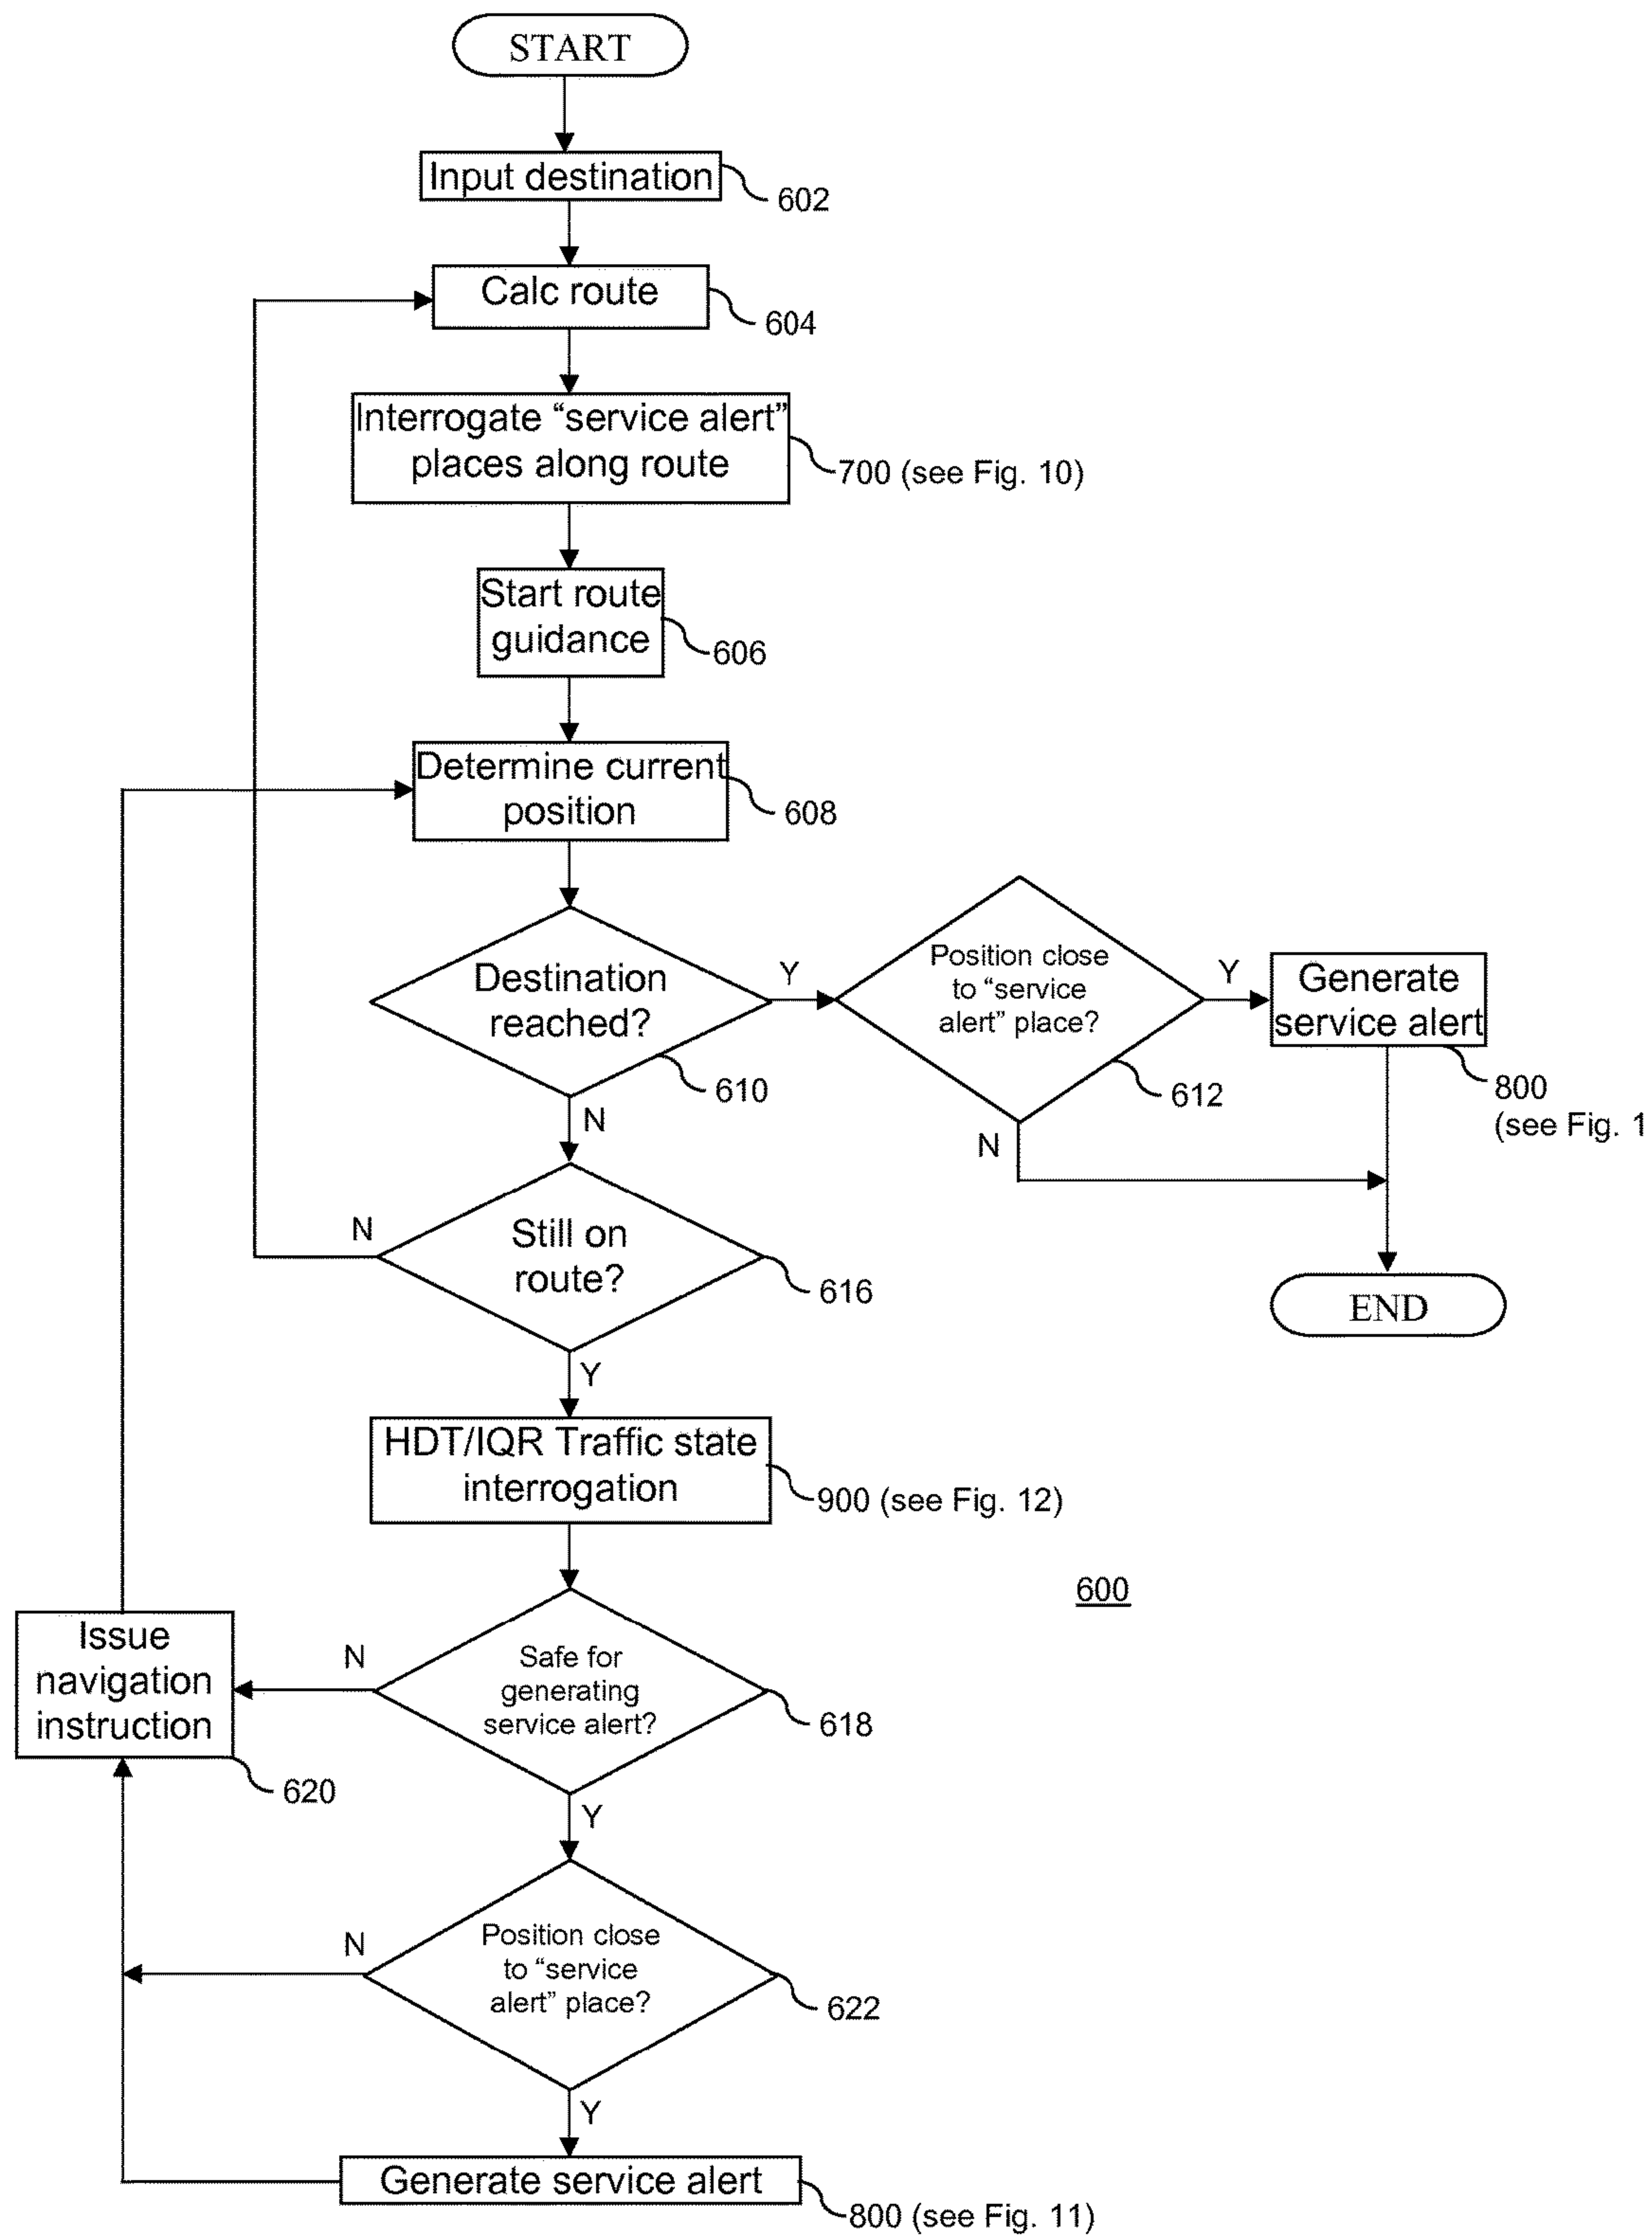 START
Input destination
602
Calc route
604
Interrogate “service alert”
places along route
700 (see Fig. 10)
Start route
guidance
606
Determine current
position
608
Destination
reached?
610
Y
Position close
to “service
alert” place?
612
Y
Generate
service alert
800
(see Fig. 1
N
N
END
Still on
route?
616
N
Y
HDT/IQR Traffic state
interrogation
900 (see Fig. 12)
600
Safe for
generating
service alert?
618
N
Issue
navigation
instruction
620
Y
Position close
to “service
alert” place?
622
N
Y
Generate service alert
800 (see Fig. 11)